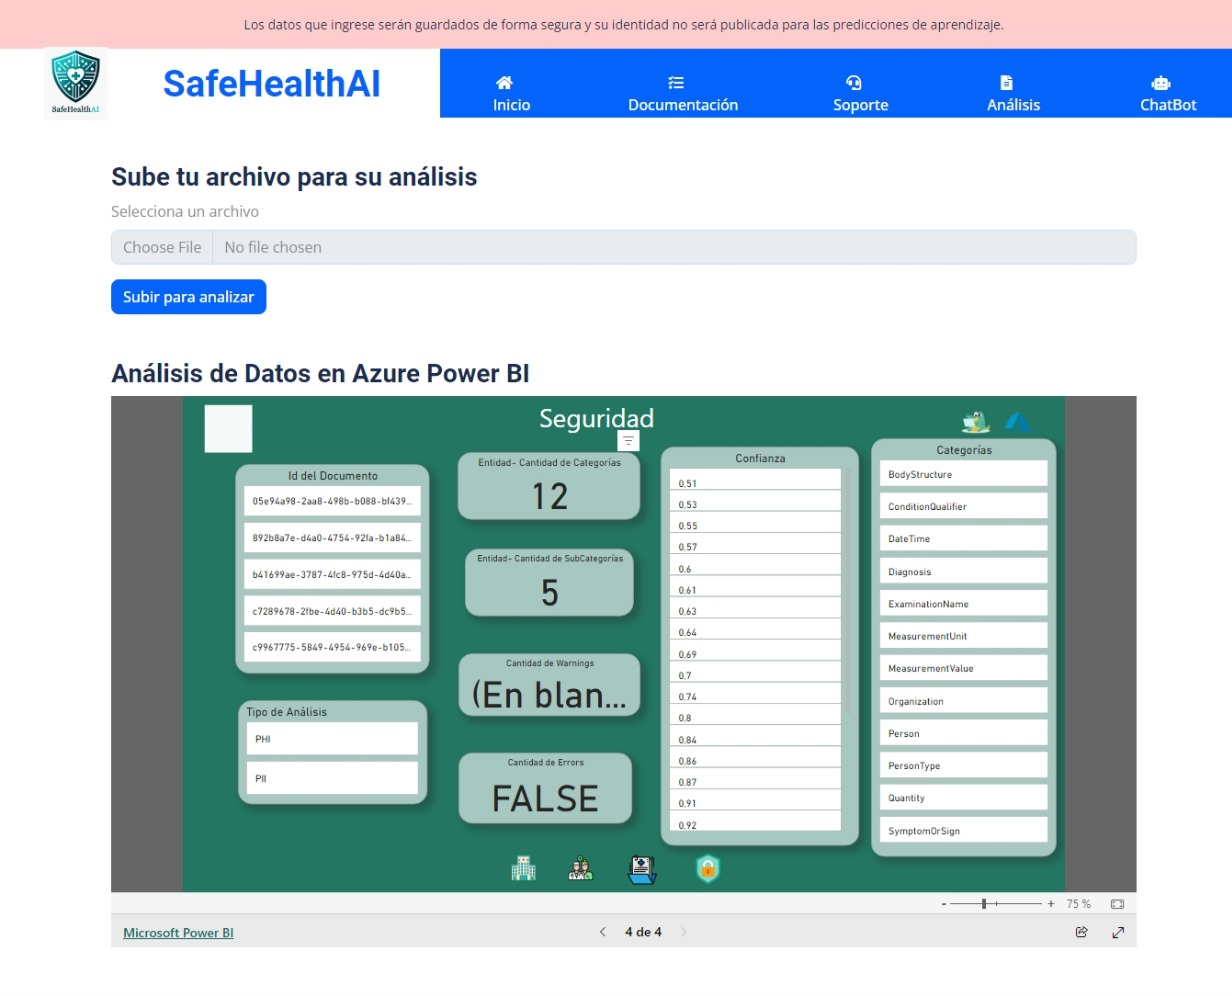 Los datos que ingrese serán guardados de forma segura y su identidad no será publicada para las predicciones de aprendizaje.
SafeHealthAI
SafeHealthAI
Inicio
Documentación
Soporte
Análisis
ChatBot
Sube tu archivo para su análisis
Selecciona un archivo
Choose File No file chosen
Subir para analizar
Análisis de Datos en Azure Power BI
Seguridad
Id del Documento
05e94a98-2aa8-498b-b088-bf439...
892b8a7e-d4a0-4754-92fa-b1a84...
b41699ae-3787-4fc8-975d-4d40a...
c7289678-2fbe-4d40-b3b5-dc9b5...
c9967775-5849-4954-969e-b105...
Tipo de Análisis
PHI
PII
Entidad- Cantidad de Categorías
12
Entidad- Cantidad de SubCategorías
5
Cantidad de Warnings
(En blan...
Cantidad de Errors
FALSE
Confianza
0.51
0.53
0.55
0.57
0.6
0.61
0.63
0.64
0.69
0.7
0.74
0.8
0.84
0.86
0.87
0.91
0.92
Categorías
BodyStructure
ConditionQualifier
DateTime
Diagnosis
ExaminationName
MeasurementUnit
MeasurementValue
Organization
Person
PersonType
Quantity
SymptomOrSign
- + 75 %
Microsoft Power BI
4 de 4